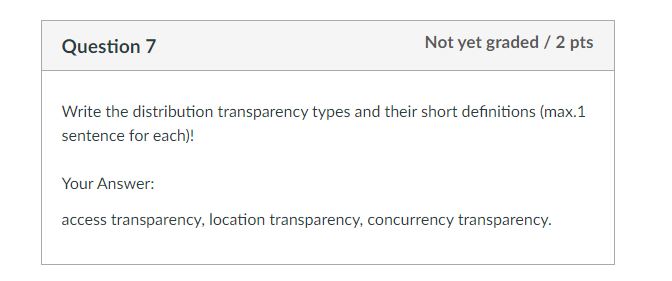 Question 7
Not yet graded / 2 pts
Write the distribution transparency types and their short definitions (max.1
sentence for each)!
Your Answer:
access transparency, location transparency, concurrency transparency.